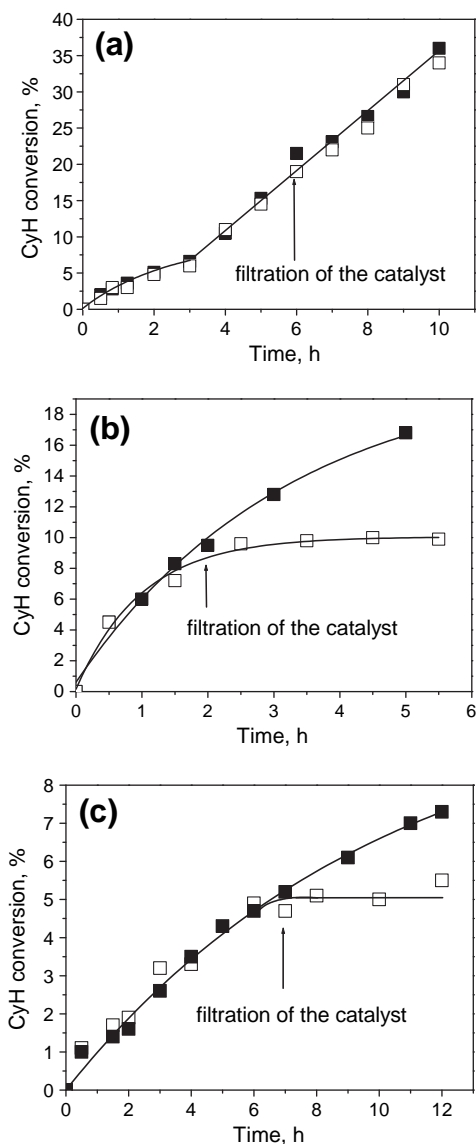 (a)
CyH conversion, %
40
35
30
25
20
15
10
5
0
filtration of the catalyst
0 2 4 6 8 10
Time, h
(b)
CyH conversion, %
18
16
14
12
10
8
6
4
2
0
filtration of the catalyst
0 1 2 3 4 5 6
Time, h
(c)
CyH conversion, %
8
7
6
5
4
3
2
1
0
filtration of the catalyst
0 2 4 6 8 10 12
Time, h